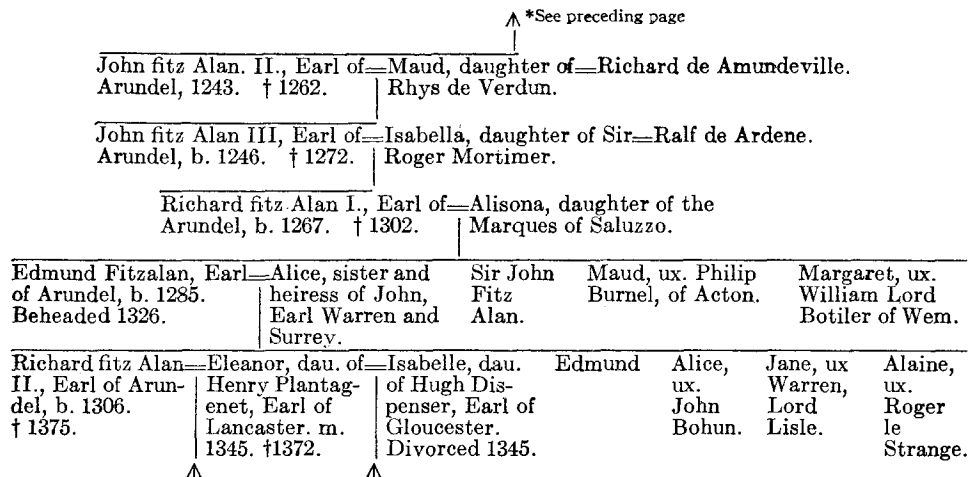 *See preceding page
John fitz Alan. II., Earl of=Maud, daughter of=Richard de Amundeville.
Arundel, 1243. † 1262. Rhys de Verdun.
John fitz Alan III, Earl of=Isabella, daughter of Sir=Ralf de Ardene.
Arundel, b. 1246. † 1272. Roger Mortimer.
Richard fitz Alan I., Earl of=Alisona, daughter of the
Arundel, b. 1267. † 1302. Marques of Saluzzo.
Edmund Fitzalan, Earl=Alice, sister and Sir John Maud, ux. Philip Margaret, ux.
of Arundel, b. 1285. heiress of John, Fitz Burnel, of Acton. William Lord
Beheaded 1326. Earl Warren and Alan. Botiler of Wem.
Surrey.
Richard fitz Alan=Eleanor, dau. of=Isabelle, dau. Edmund Alice, Jane, ux Alaine,
II., Earl of Arun- Henry Plantag- of Hugh Dis- ux. Warren, ux.
del, b. 1306. enet, Earl of penser, Earl of John Lord Roger
† 1375. Lancaster. m. Gloucester. Bohun. Lisle. le
1345. †1372. Divorced 1345. Strange.